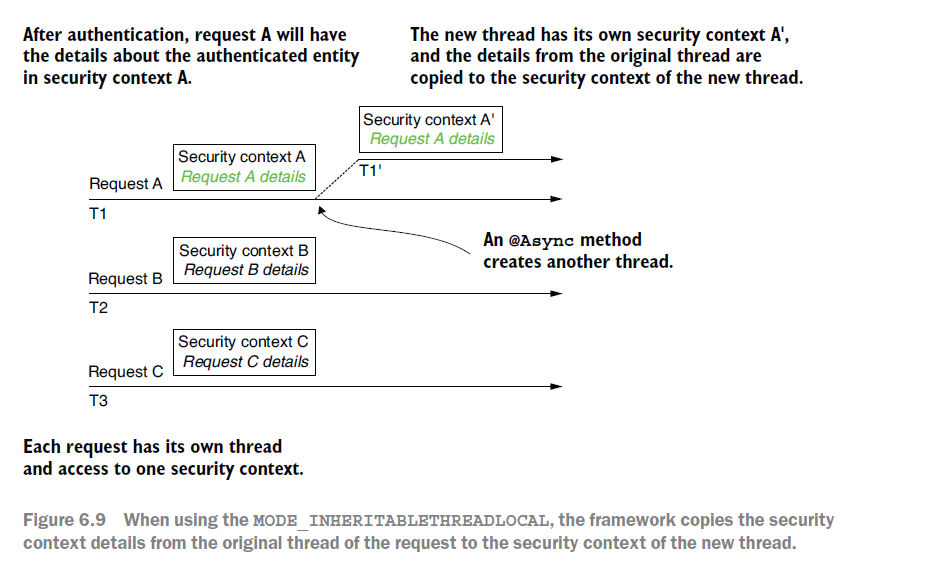 After authentication, request A will have
the details about the authenticated entity
in security context A.
The new thread has its own security context A',
and the details from the original thread are
copied to the security context of the new thread.
Security context A'
Request A details
T1'
Security context A
Request A details
Request A
T1
An @Async method
creates another thread.
Security context B
Request B details
Request B
T2
Security context C
Request C details
Request C
T3
Each request has its own thread
and access to one security context.
Figure 6.9 When using the MODE_INHERITABLETHREADLOCAL, the framework copies the security
context details from the original thread of the request to the security context of the new thread.